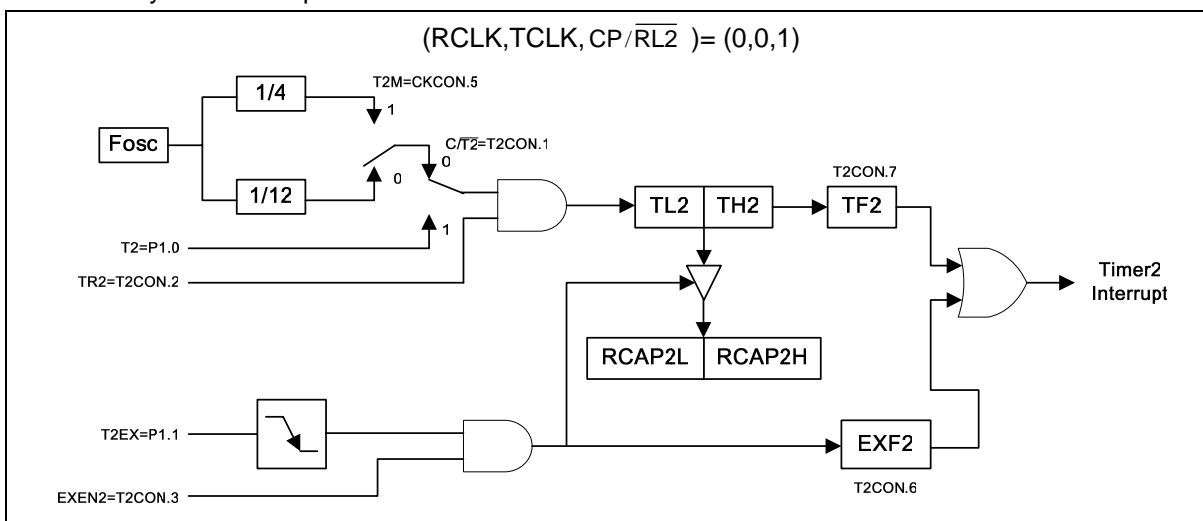 (RCLK,TCLK, CP/RL2 )= (0,0,1)
T2M=CKCON.5
1/4
1
Fosc
C/T2=T2CON.1
0
0
1/12
1
T2=P1.0
TR2=T2CON.2
TL2 TH2
T2CON.7
TF2
Timer2
Interrupt
RCAP2L RCAP2H
T2EX=P1.1
EXEN2=T2CON.3
EXF2
T2CON.6